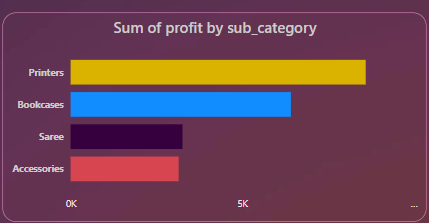 Sum of profit by sub_category
Printers
Bookcases
Saree
Accessories
0K 5K ...